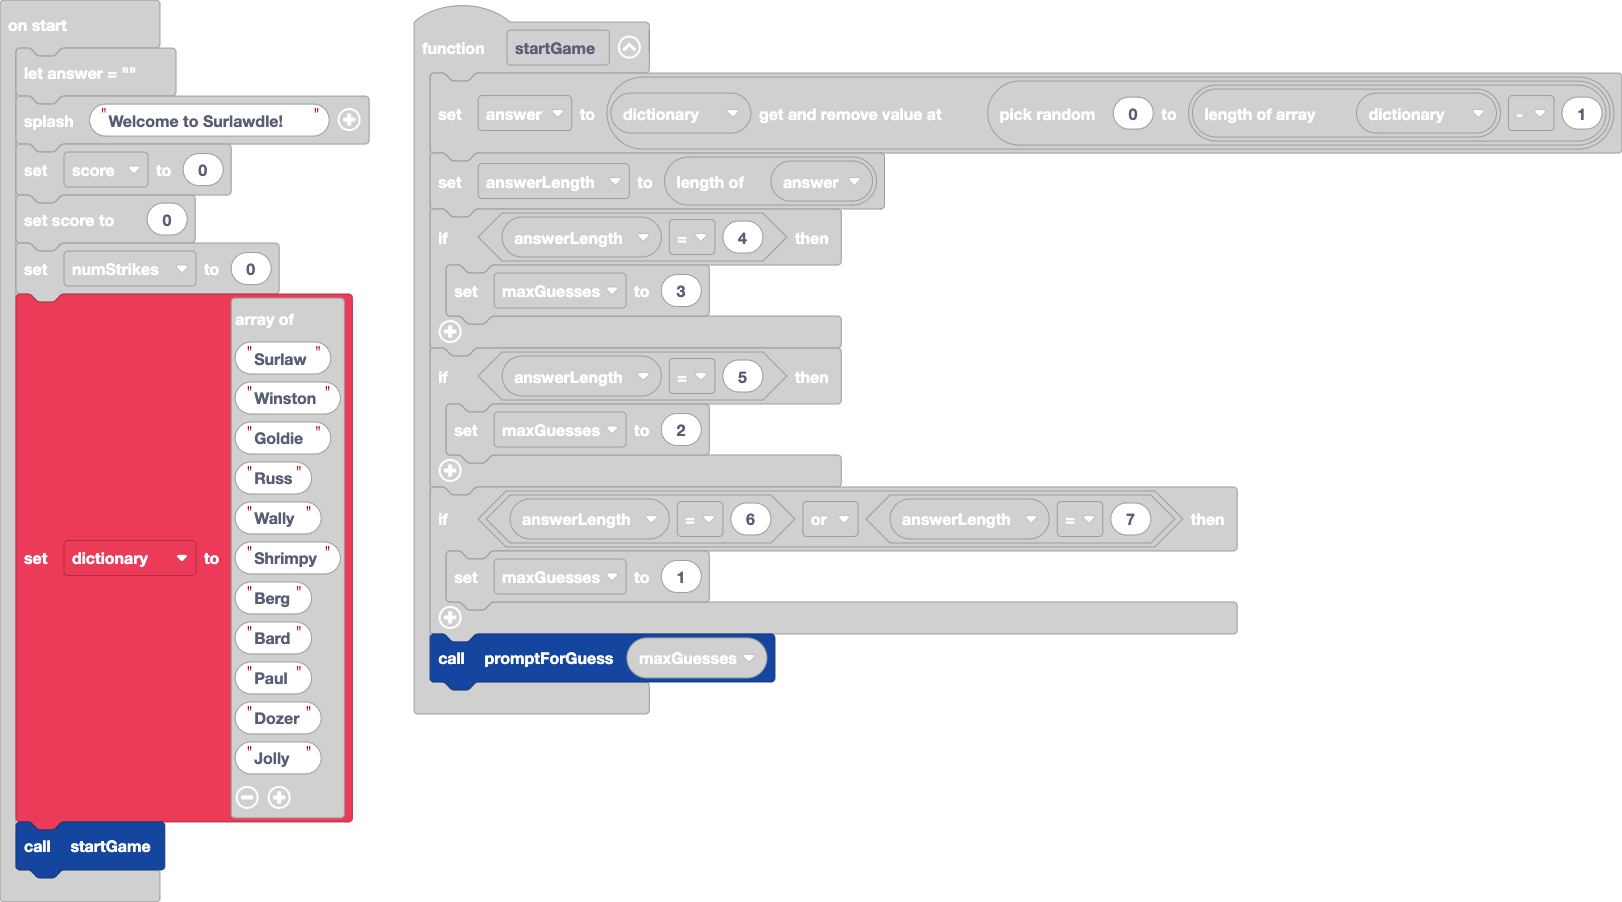 on start
let answer = ""
splash "Welcome to Surlawdle!"
set score to 0
set score to 0
set numStrikes to 0
set dictionary to array of
"Surlaw"
"Winston"
"Goldie"
"Russ"
"Wally"
"Shrimpy"
"Berg"
"Bard"
"Paul"
"Dozer"
"Jolly"
call startGame
function startGame
set answer to dictionary get and remove value at pick random 0 to length of array dictionary - 1
set answerLength to length of answer
if answerLength = 4 then
set maxGuesses to 3
if answerLength = 5 then
set maxGuesses to 2
if answerLength = 6 or answerLength = 7 then
set maxGuesses to 1
call promptForGuess maxGuesses